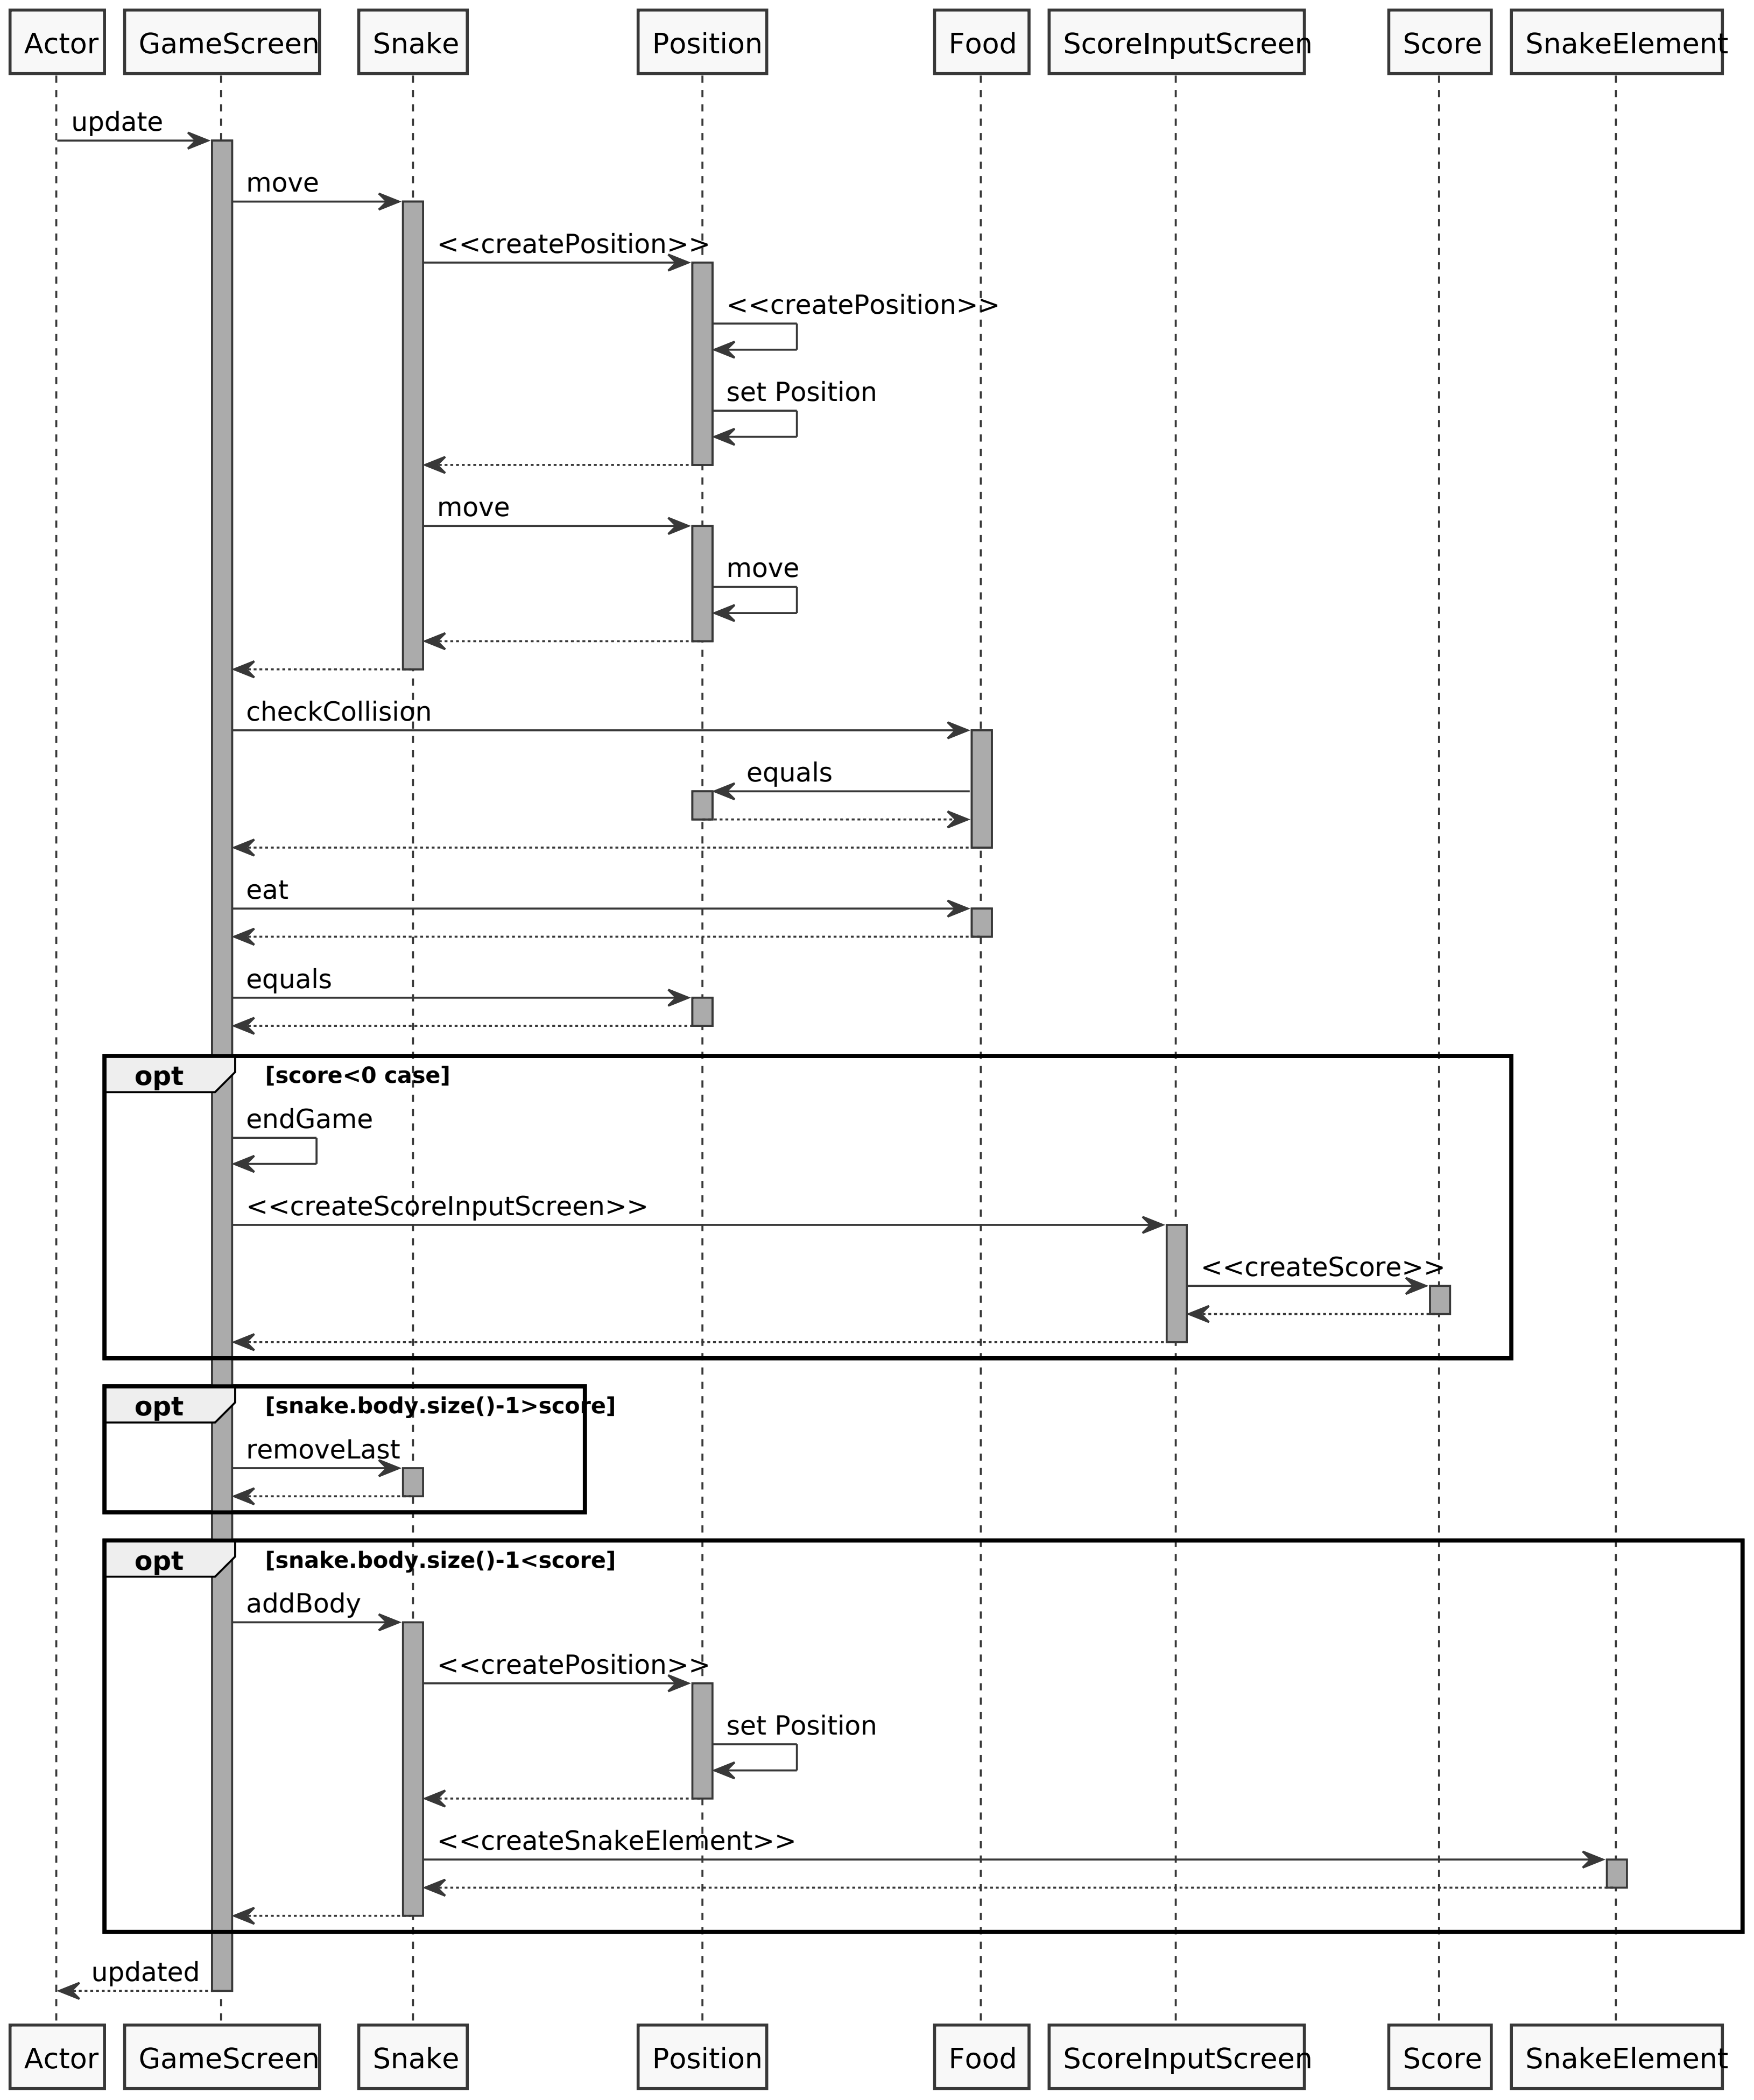 Actor GameScreen Snake Position Food ScoreInputScreen Score SnakeElement
update
move
<<createPosition>>
<<createPosition>>
set Position
move
move
checkCollision
equals
eat
equals
opt [score<0 case]
endGame
<<createScoreInputScreen>>
<<createScore>>
opt [snake.body.size()-1>score]
removeLast
opt [snake.body.size()-1<score]
addBody
<<createPosition>>
set Position
<<createSnakeElement>>
updated
Actor GameScreen Snake Position Food ScoreInputScreen Score SnakeElement